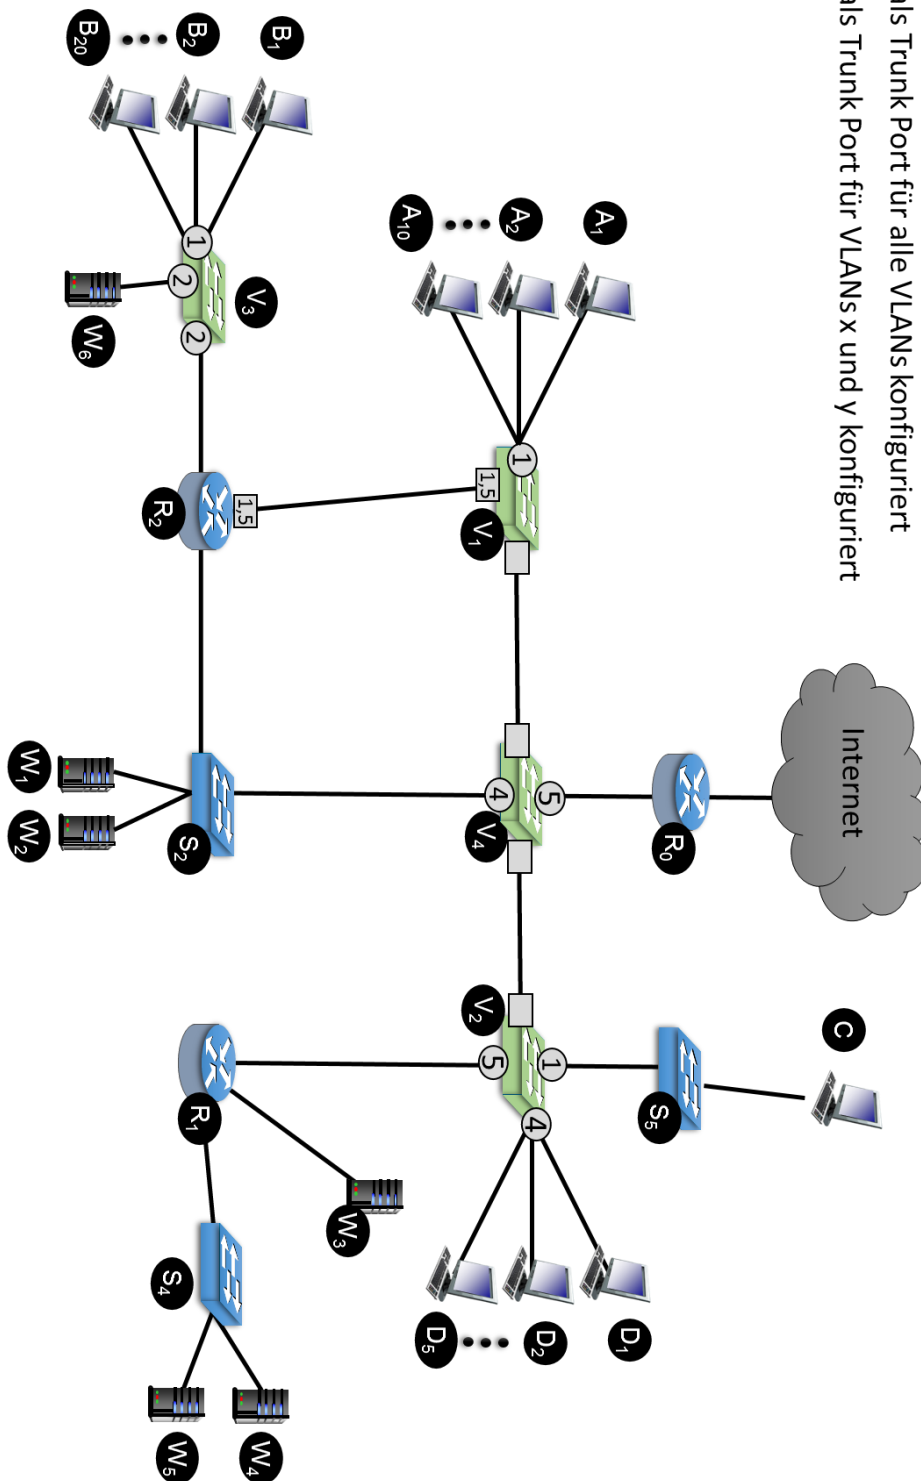 als Trunk Port für alle VLANs konfiguriert
als Trunk Port für VLANs x und y konfiguriert
Internet
C
R₀
S₅
A₁
A₂
A₁₀
D₁
D₂
D₅
1
1,5
V₁
5
4
V₄
V₂
1
5
4
B₁
B₂
B₂₀
1
2
2
V₃
W₆
1,5
R₂
S₂
W₁
W₂
R₁
W₃
S₄
W₄
W₅